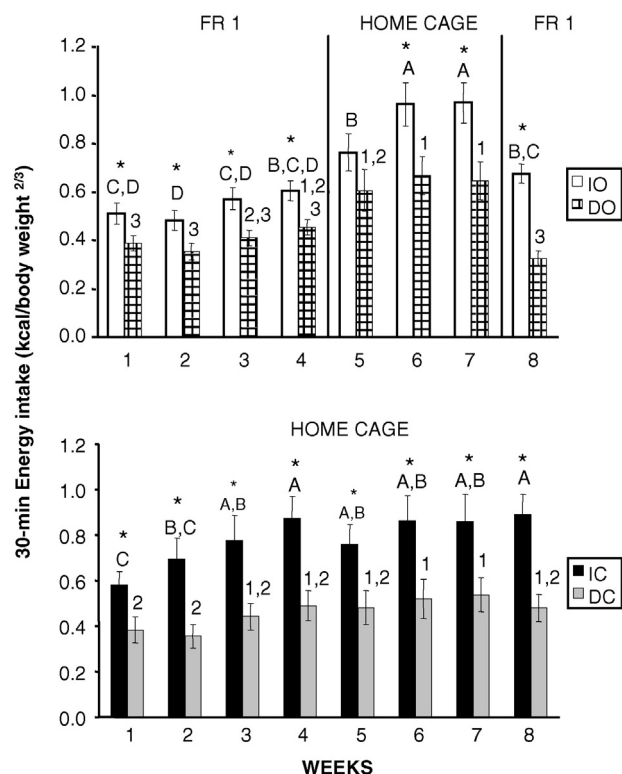 FR 1 HOME CAGE FR 1
1.2
1.0
0.8
0.6
0.4
0.2
0.0
* C,D 3
* D 3
* C,D 2,3
* B,C,D 1,2, 3
B 1,2
* A 1
* A 1
* B,C 3
IO
DO
1 2 3 4 5 6 7 8
30-min Energy intake (kcal/body weight 2/3)
HOME CAGE
1.2
1.0
0.8
0.6
0.4
0.2
0.0
* C 2
* B,C 2
* A,B 1,2
* A 1,2
* A,B 1,2
* A,B 1
* A,B 1
* A 1,2
IC
DC
1 2 3 4 5 6 7 8
WEEKS